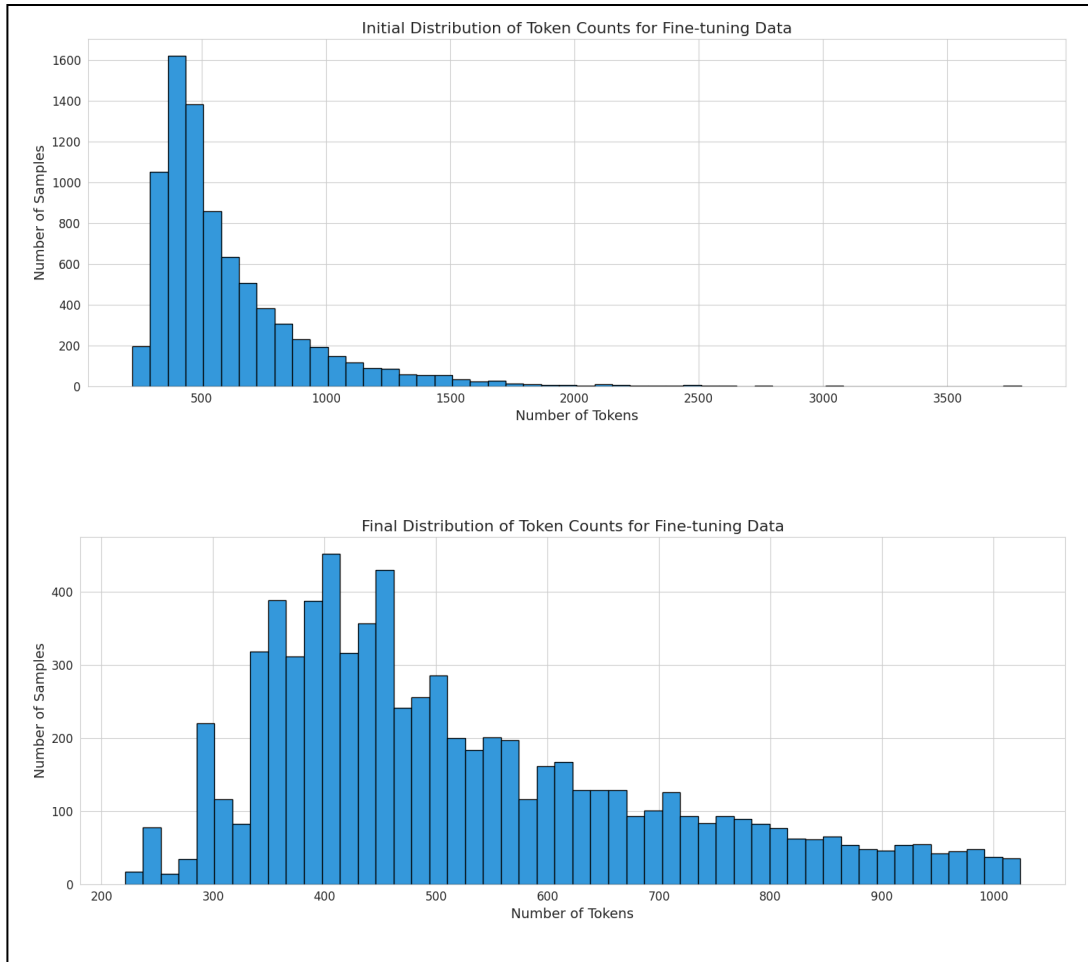 Initial Distribution of Token Counts for Fine-tuning Data
1600
1400
1200
1000
800
600
400
200
0
Number of Samples
500 1000 1500 2000 2500 3000 3500
Number of Tokens
Final Distribution of Token Counts for Fine-tuning Data
400
300
200
100
0
Number of Samples
200 300 400 500 600 700 800 900 1000
Number of Tokens